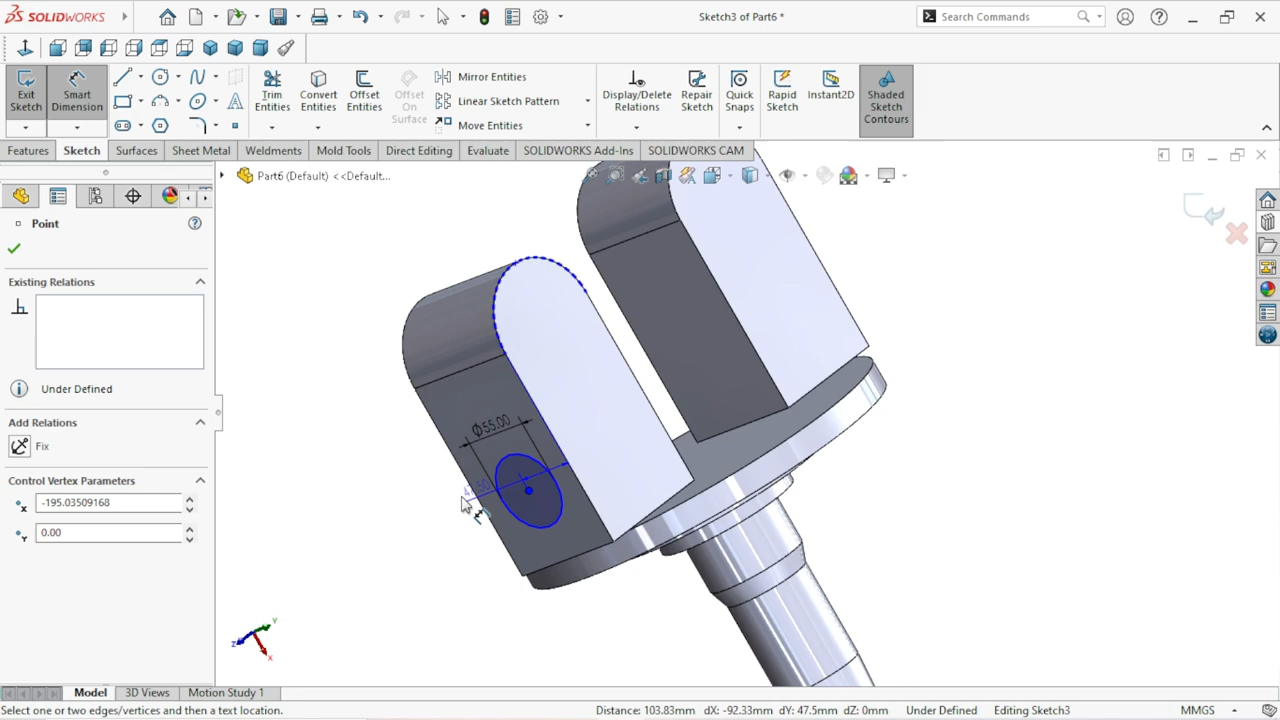 SOLIDWORKS
Sketch3 of Part6 *
Search Commands
Exit Sketch
Smart Dimension
Trim Entities
Convert Entities
Offset Entities
Offset On Surface
Mirror Entities
Linear Sketch Pattern
Move Entities
Display/Delete Relations
Repair Sketch
Quick Snaps
Rapid Sketch
Instant2D
Shaded Sketch Contours
Features
Sketch
Surfaces
Sheet Metal
Weldments
Mold Tools
Direct Editing
Evaluate
SOLIDWORKS Add-Ins
SOLIDWORKS CAM
Part6 (Default) <<Default...
Point
Existing Relations
Under Defined
Add Relations
Fix
Control Vertex Parameters
-195.03509168
0.00
Ø55.00
47.50
Y
Z
X
Model
3D Views
Motion Study 1
Select one or two edges/vertices and then a text location.
Distance: 103.83mm dX: -92.33mm dY: 47.5mm dZ: 0mm
Under Defined
Editing Sketch3
MMGS